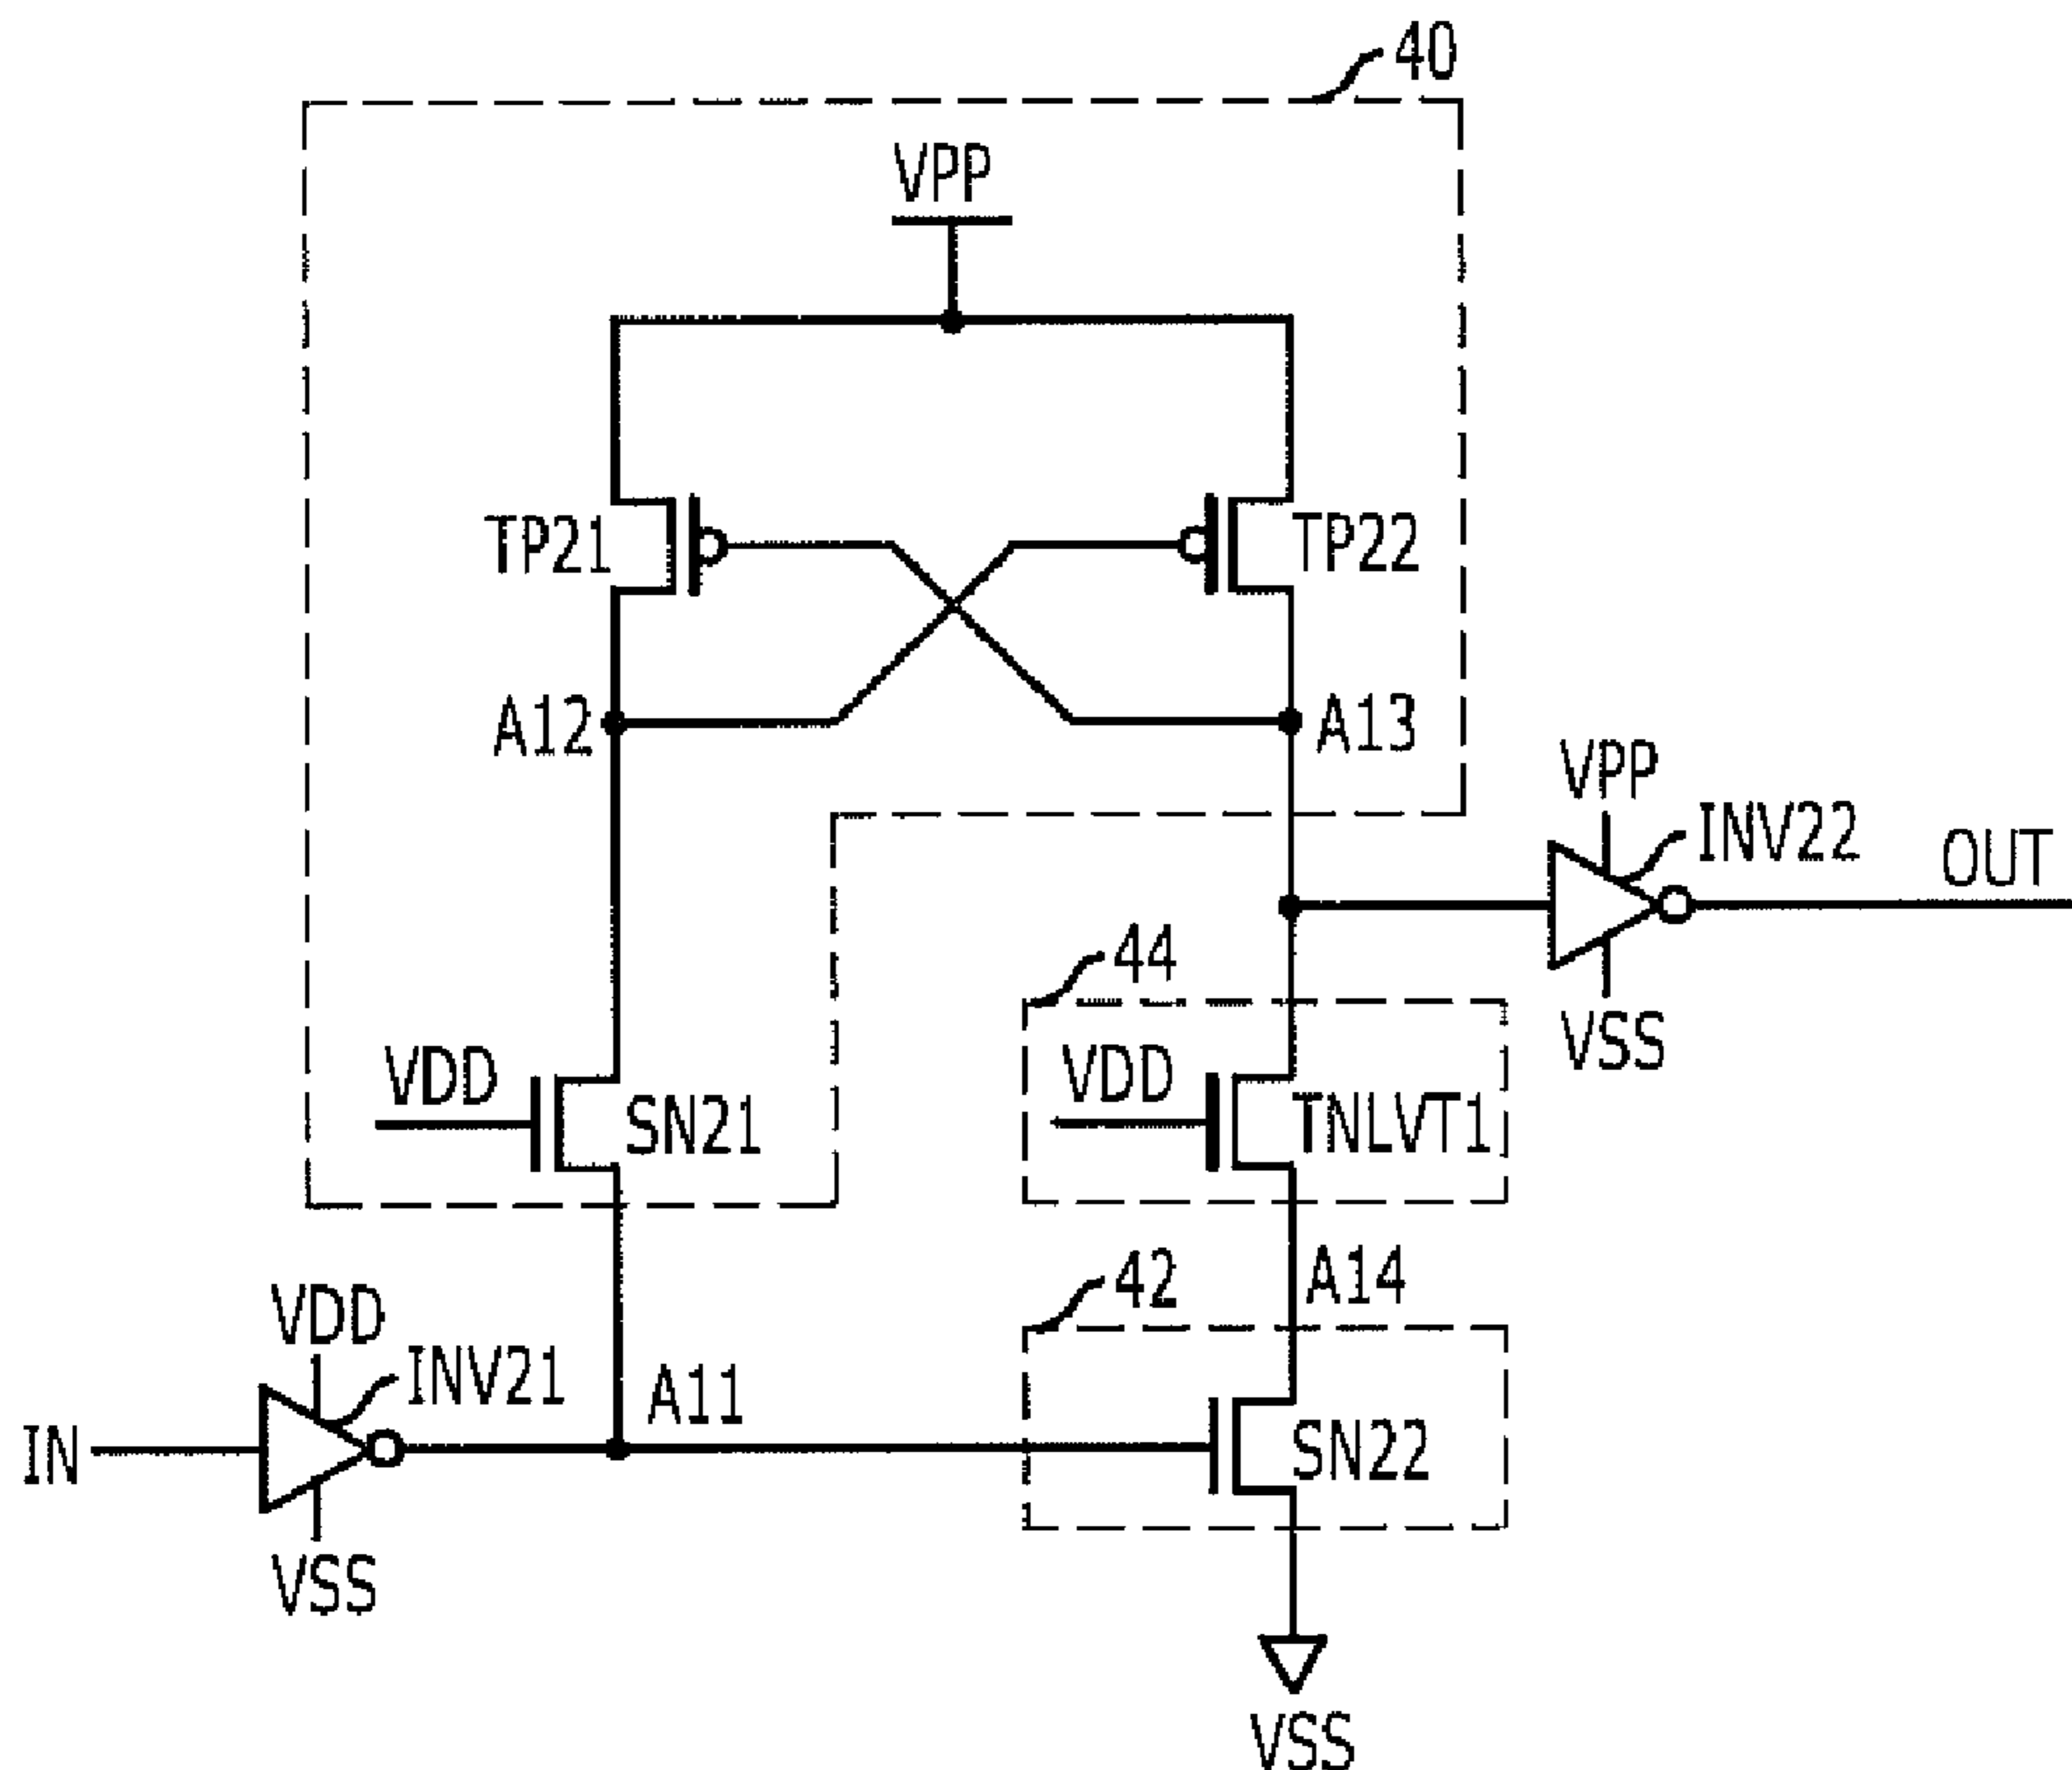 40
VPP
TP21
TP22
A12
A13
VPP
INV22
OUT
44
VDD
SN21
VDD
TNLVT1
VSS
42
A14
VDD
INV21
A11
IN
SN22
VSS
VSS